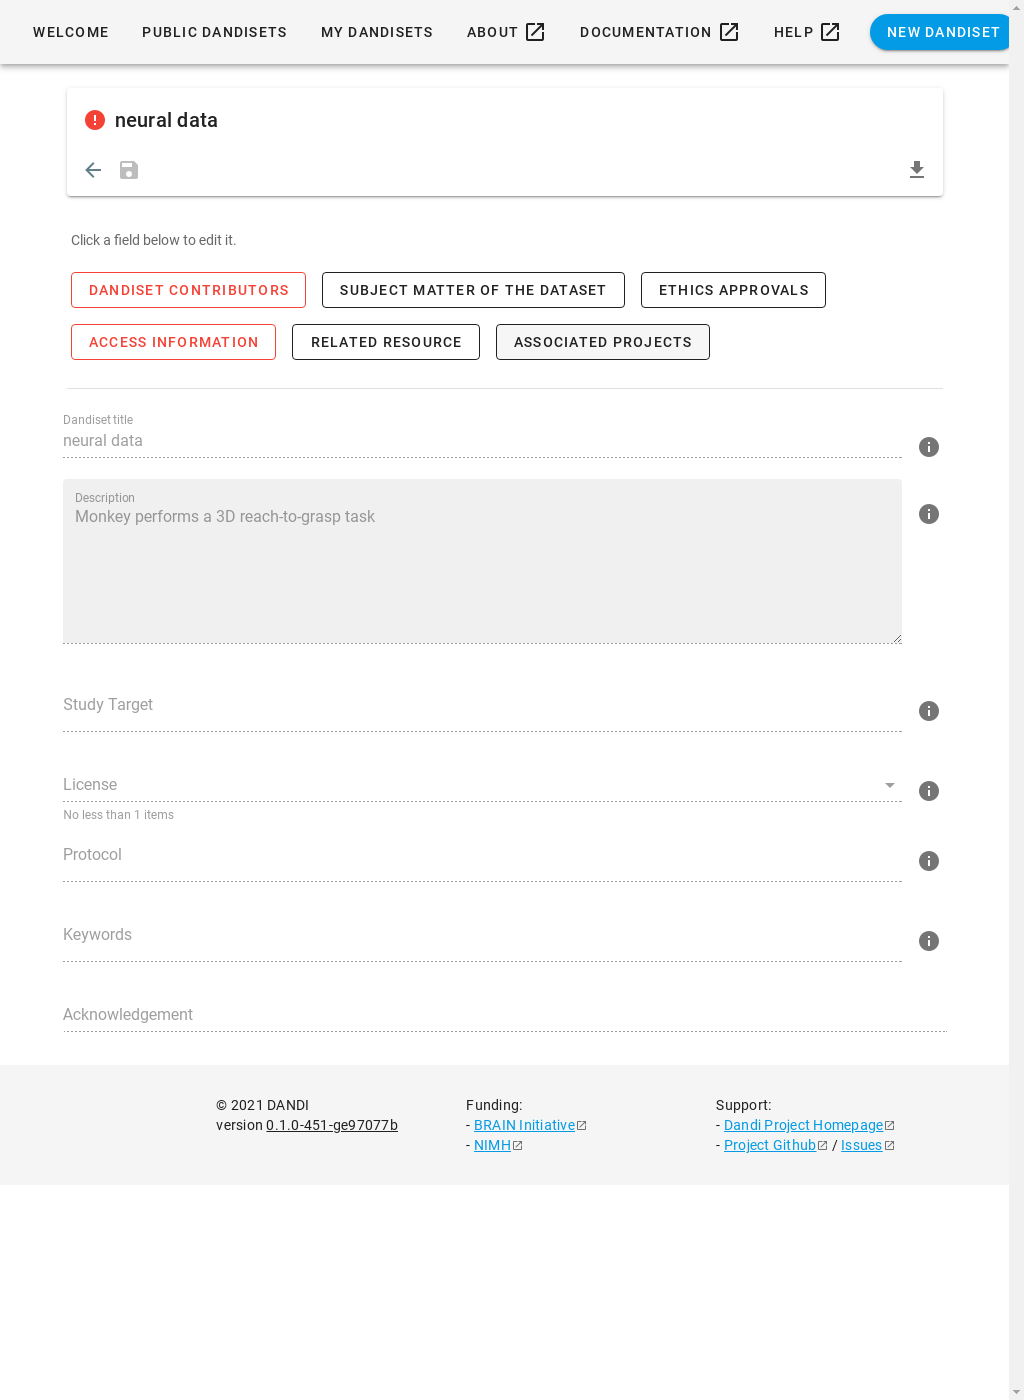 WELCOME PUBLIC DANDISETS MY DANDISETS ABOUT DOCUMENTATION HELP NEW DANDISET
neural data
Click a field below to edit it.
DANDISET CONTRIBUTORS SUBJECT MATTER OF THE DATASET ETHICS APPROVALS
ACCESS INFORMATION RELATED RESOURCE ASSOCIATED PROJECTS
Dandiset title
neural data
Description
Monkey performs a 3D reach-to-grasp task
Study Target
License
No less than 1 items
Protocol
Keywords
Acknowledgement
© 2021 DANDI
version 0.1.0-451-ge97077b
Funding:
- BRAIN Initiative
- NIMH
Support:
- Dandi Project Homepage
- Project Github / Issues